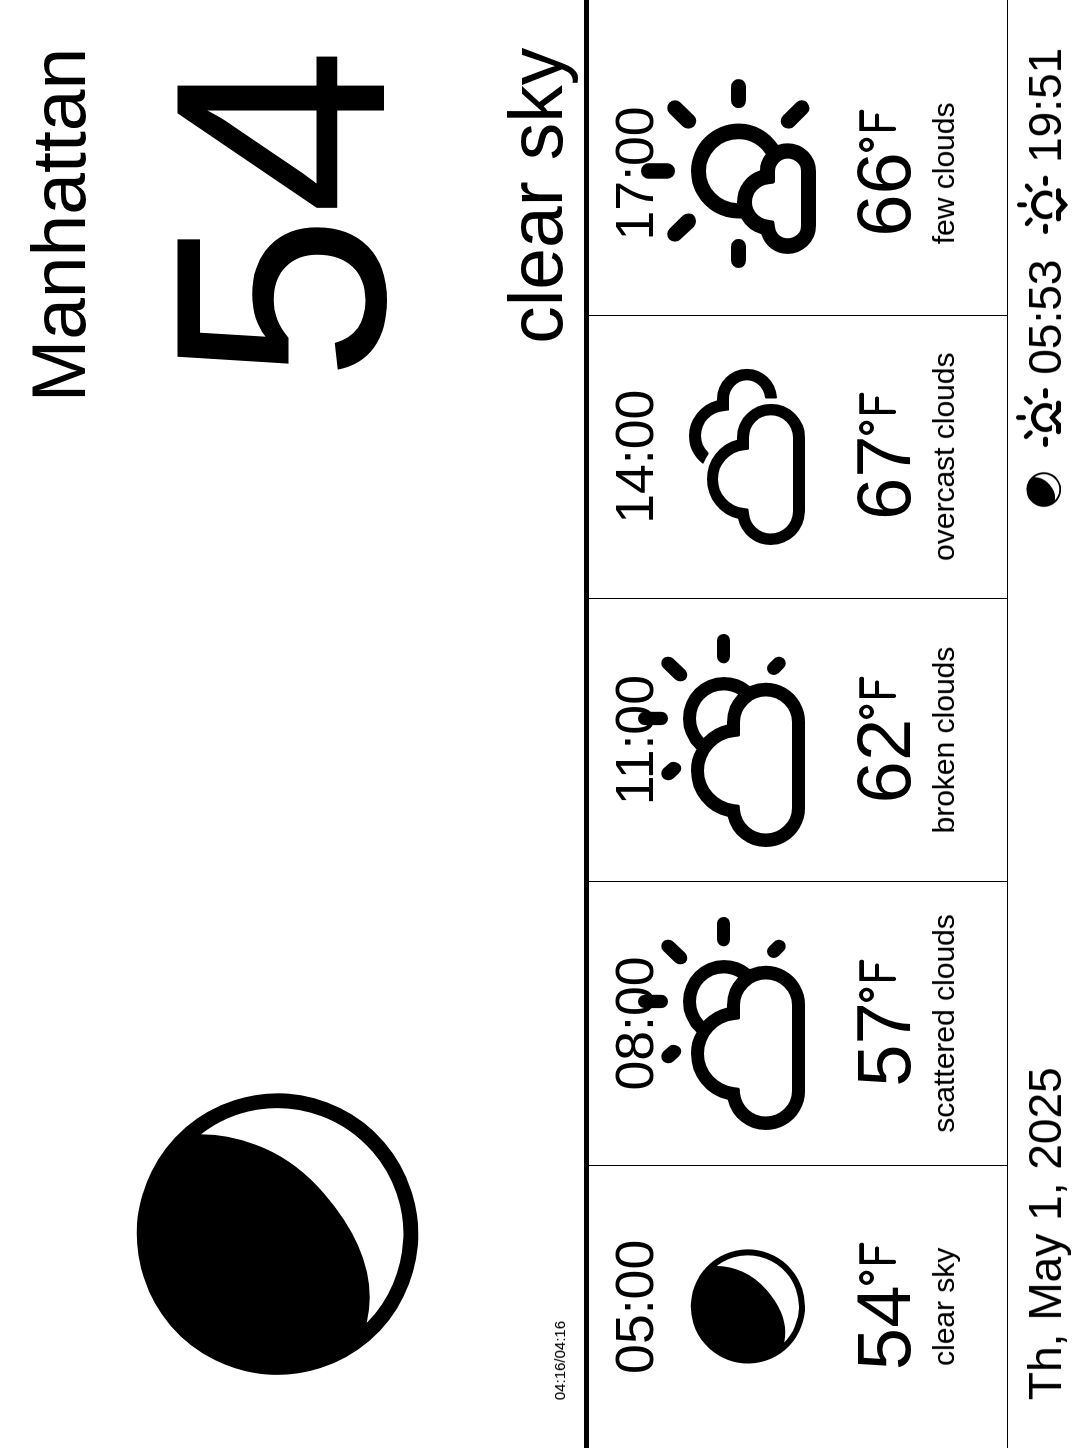 Manhattan
54
clear sky
04:16/04:16
05:00
54°F
clear sky
08:00
57°F
scattered clouds
11:00
62°F
broken clouds
14:00
67°F
overcast clouds
17:00
66°F
few clouds
Th, May 1, 2025
05:53
19:51